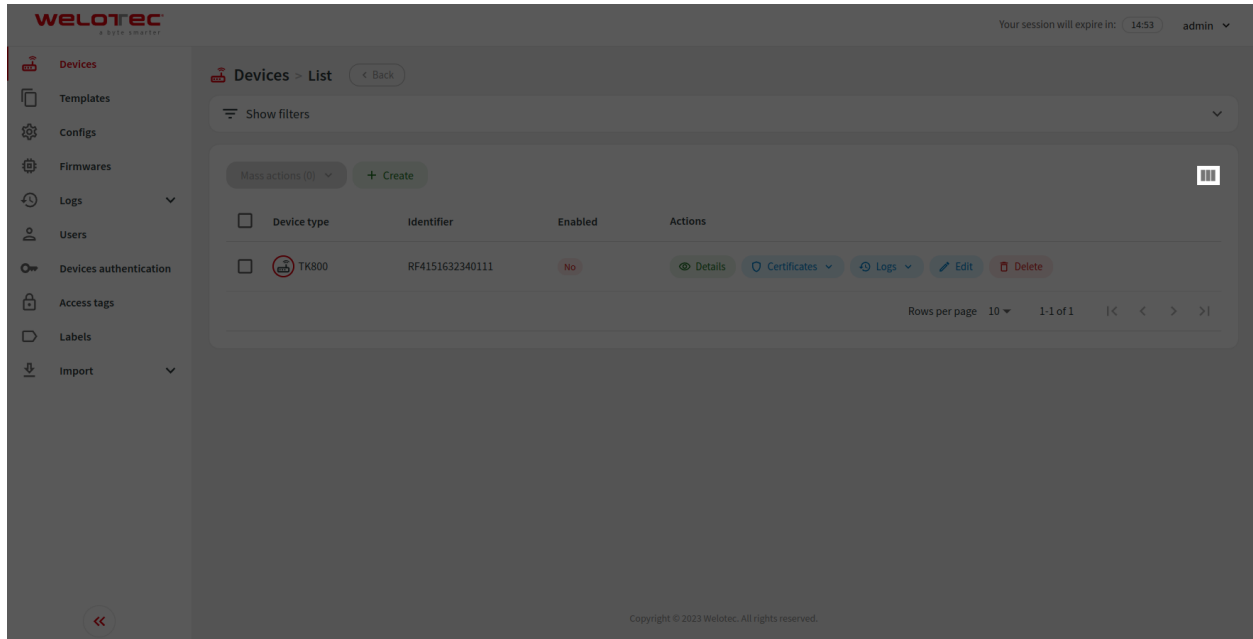 WELOTEC
a byte smarter
Your session will expire in: 14:53 admin
Devices
Templates
Configs
Firmwares
Logs
Users
Devices authentication
Access tags
Labels
Import
Devices > List < Back
Show filters
Mass actions (0) + Create
Device type Identifier Enabled Actions
TK800 RF4151632340111 No Details Certificates Logs Edit Delete
Rows per page 10 1-1 of 1
Copyright © 2023 Welotec. All rights reserved.